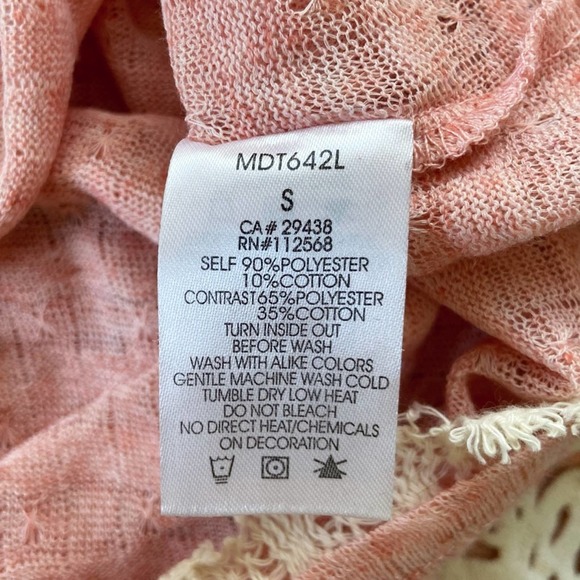 MDT642L
S
CA# 29438
RN#112568
SELF 90%POLYESTER
10%COTTON
CONTRAST65%POLYESTER
35%COTTON
TURN INSIDE OUT
BEFORE WASH
WASH WITH ALIKE COLORS
GENTLE MACHINE WASH COLD
TUMBLE DRY LOW HEAT
DO NOT BLEACH
NO DIRECT HEAT/CHEMICALS
ON DECORATION